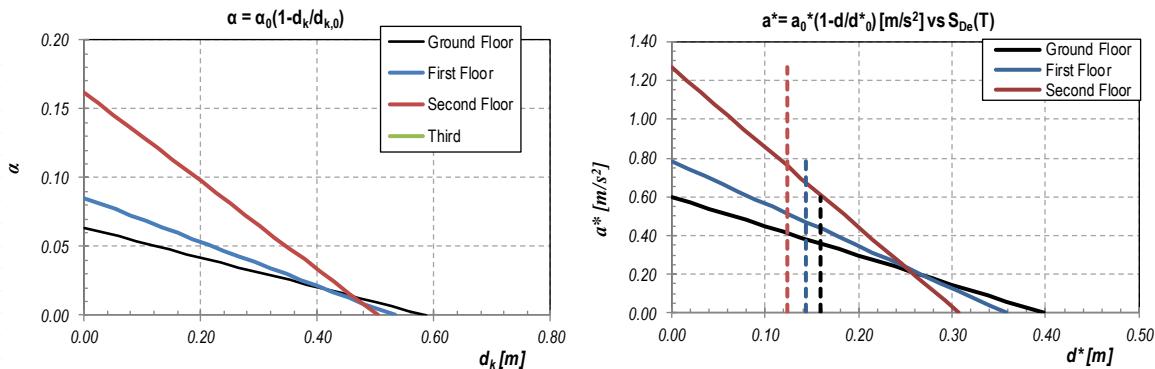 α = α0(1-dk/dk,0)
0.20
0.15
0.10
0.05
0.00
α
Ground Floor
First Floor
Second Floor
Third
0.00 0.20 0.40 0.60 0.80
dk [m]
a*= a0*(1-d/d*0) [m/s2] vs SDe(T)
1.40
1.20
1.00
0.80
0.60
0.40
0.20
0.00
a* [m/s2]
Ground Floor
First Floor
Second Floor
0.00 0.10 0.20 0.30 0.40 0.50
d* [m]